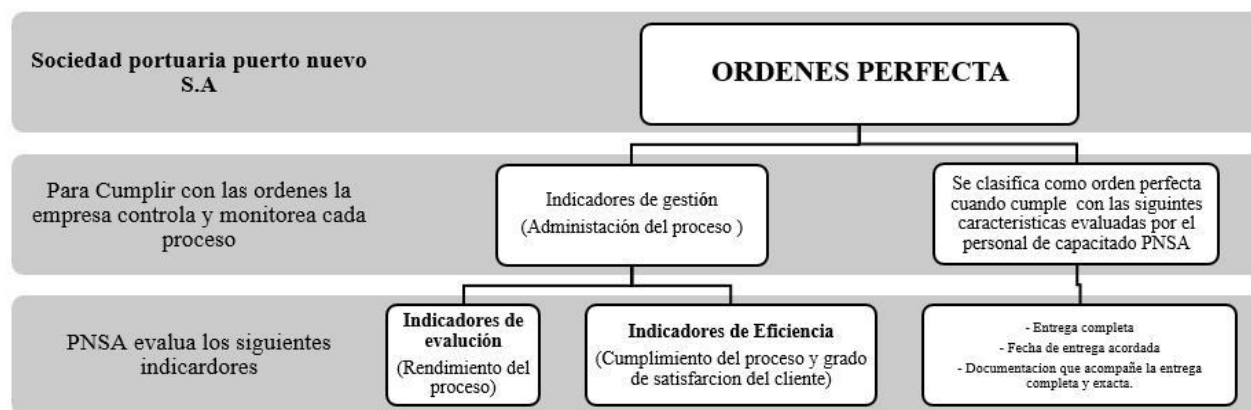 Sociedad portuaria puerto nuevo
S.A
ORDENES PERFECTA
Para Cumplir con las ordenes la
empresa controla y monitorea cada
proceso
Indicadores de gestión
(Administación del proceso )
Se clasifica como orden perfecta
cuando cumple con las siguintes
caracteristicas evaluadas por el
personal de capacitado PNSA
PNSA evalua los siguientes
indicardores
Indicadores de
evalución
(Rendimiento del
proceso)
Indicadores de Eficiencia
(Cumplimiento del proceso y grado
de satisfarcion del cliente)
- Entrega completa
- Fecha de entrega acordada
- Documentacion que acompañe la entrega
completa y exacta.